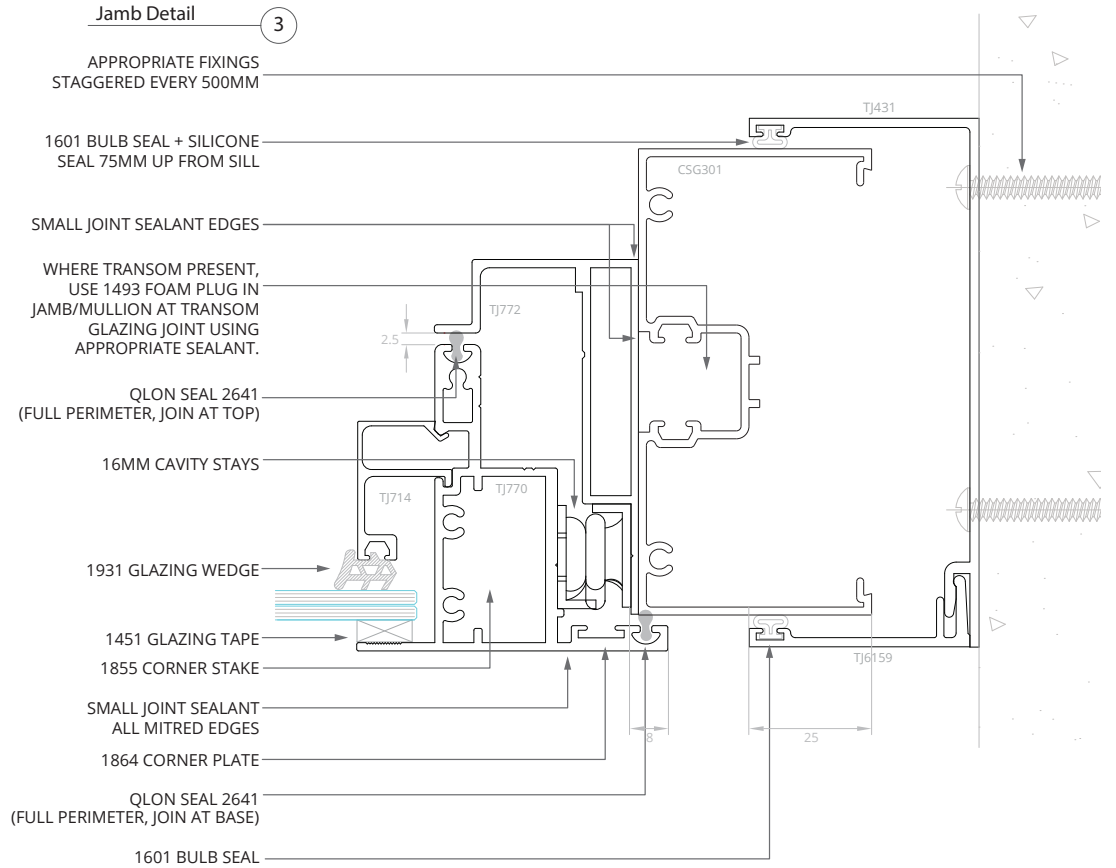 Jamb Detail
3
APPROPRIATE FIXINGS
STAGGERED EVERY 500MM
1601 BULB SEAL + SILICONE
SEAL 75MM UP FROM SILL
SMALL JOINT SEALANT EDGES
WHERE TRANSOM PRESENT,
USE 1493 FOAM PLUG IN
JAMB/MULLION AT TRANSOM
GLAZING JOINT USING
APPROPRIATE SEALANT.
QLON SEAL 2641
(FULL PERIMETER, JOIN AT TOP)
16MM CAVITY STAYS
1931 GLAZING WEDGE
1451 GLAZING TAPE
1855 CORNER STAKE
SMALL JOINT SEALANT
ALL MITRED EDGES
1864 CORNER PLATE
QLON SEAL 2641
(FULL PERIMETER, JOIN AT BASE)
1601 BULB SEAL
TJ431
CSG301
TJ772
2.5
TJ714
TJ770
TJ6159
8
25